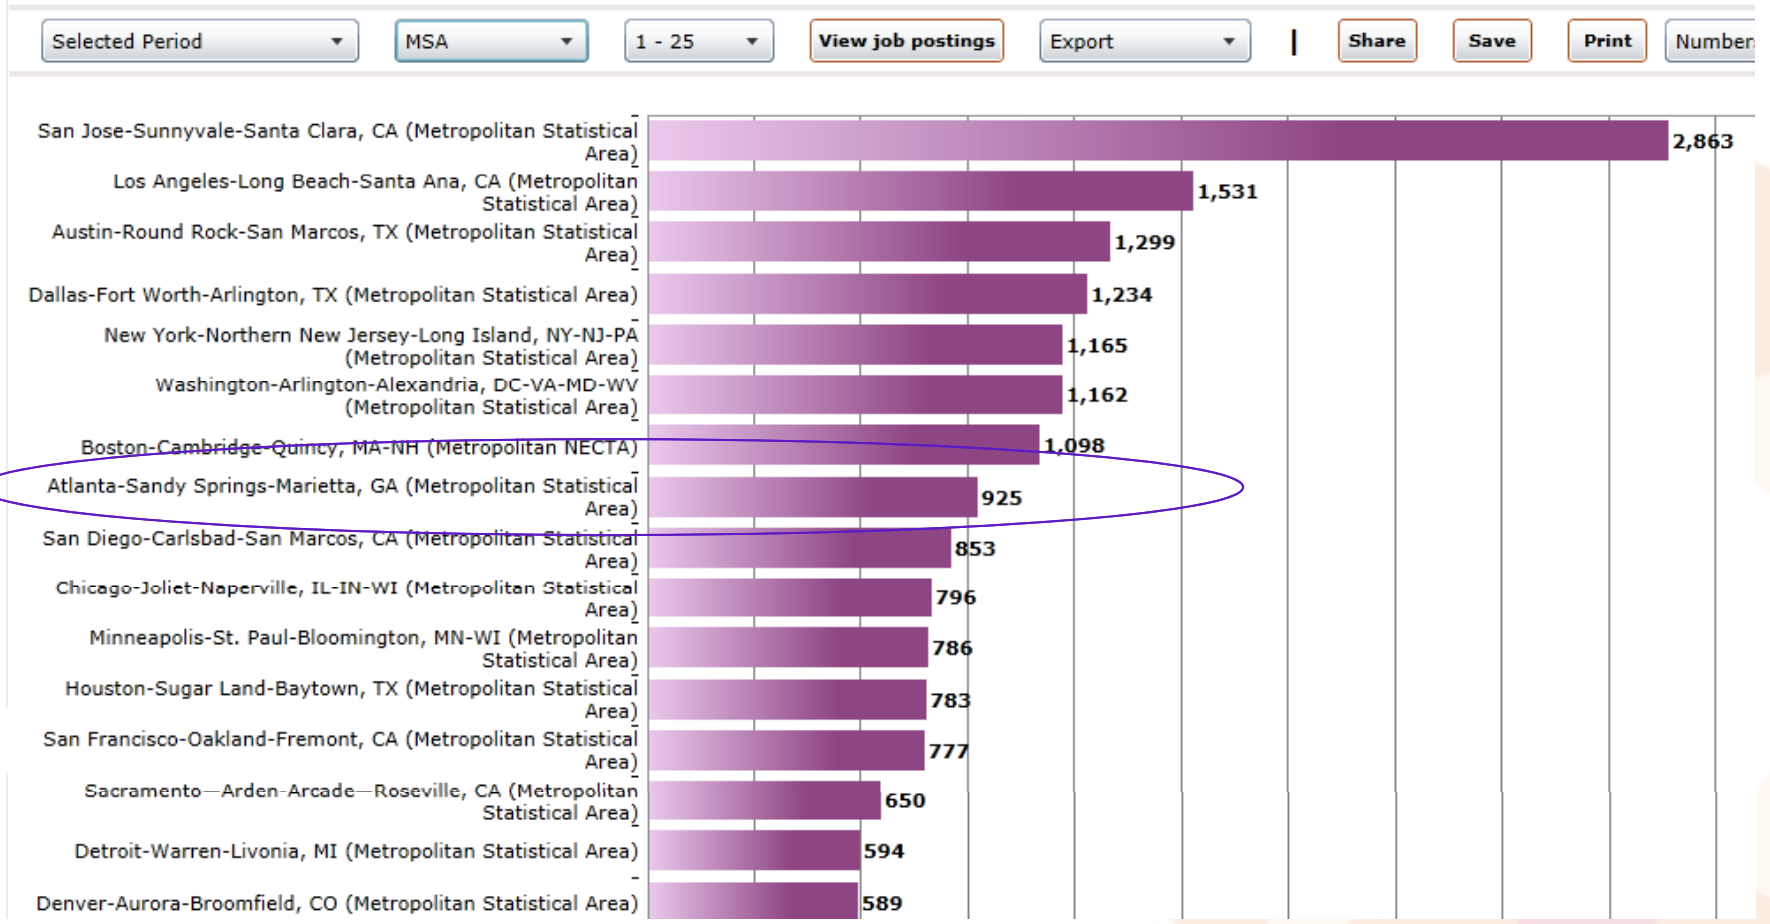 Selected Period MSA 1 - 25 View job postings Export | Share Save Print Number
San Jose-Sunnyvale-Santa Clara, CA (Metropolitan Statistical
Area)
2,863
Los Angeles-Long Beach-Santa Ana, CA (Metropolitan
Statistical Area)
1,531
Austin-Round Rock-San Marcos, TX (Metropolitan Statistical
Area)
1,299
Dallas-Fort Worth-Arlington, TX (Metropolitan Statistical Area)
1,234
New York-Northern New Jersey-Long Island, NY-NJ-PA
(Metropolitan Statistical Area)
1,165
Washington-Arlington-Alexandria, DC-VA-MD-WV
(Metropolitan Statistical Area)
1,162
Boston-Cambridge-Quincy, MA-NH (Metropolitan NECTA)
1,098
Atlanta-Sandy Springs-Marietta, GA (Metropolitan Statistical
Area)
925
San Diego-Carlsbad-San Marcos, CA (Metropolitan Statistical
Area)
853
Chicago-Joliet-Naperville, IL-IN-WI (Metropolitan Statistical
Area)
796
Minneapolis-St. Paul-Bloomington, MN-WI (Metropolitan
Statistical Area)
786
Houston-Sugar Land-Baytown, TX (Metropolitan Statistical
Area)
783
San Francisco-Oakland-Fremont, CA (Metropolitan Statistical
Area)
777
Sacramento—Arden-Arcade—Roseville, CA (Metropolitan
Statistical Area)
650
Detroit-Warren-Livonia, MI (Metropolitan Statistical Area)
594
Denver-Aurora-Broomfield, CO (Metropolitan Statistical Area)
589